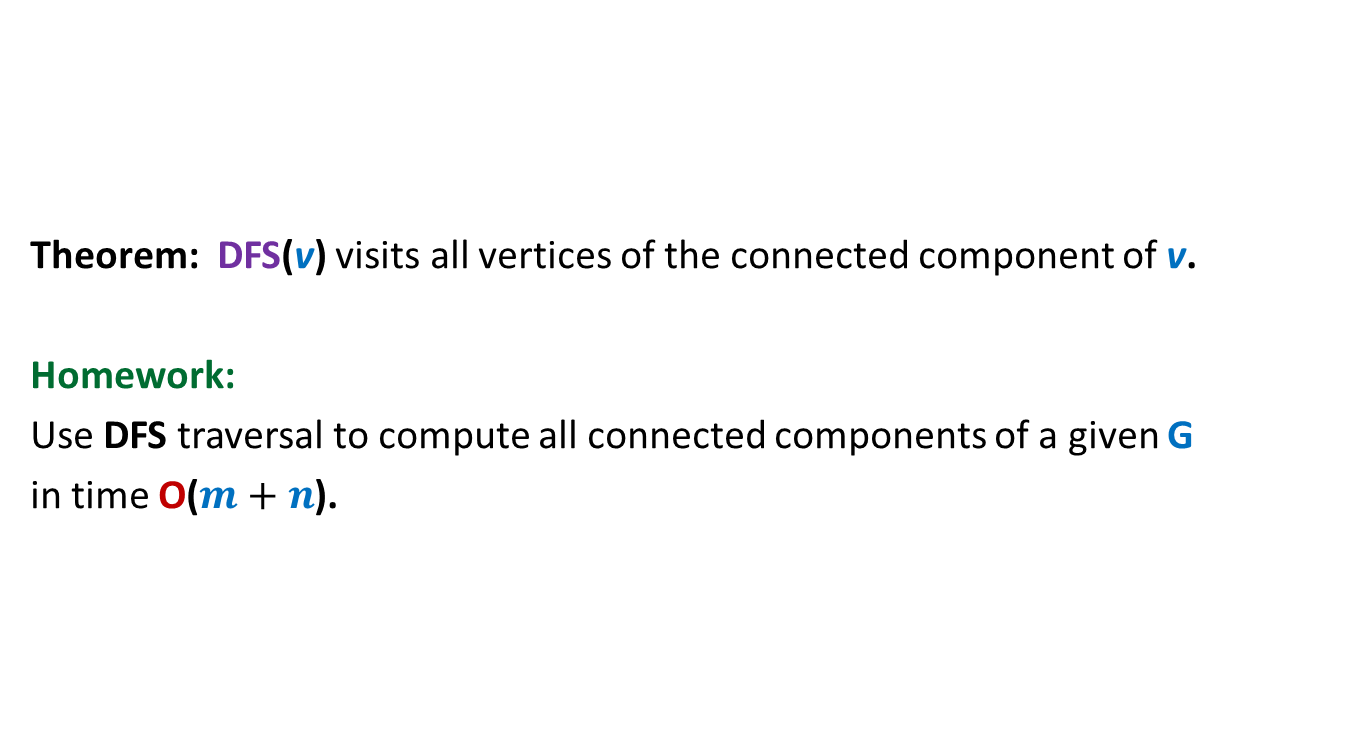 Theorem: DFS(v) visits all vertices of the connected component of v.
Homework:
Use DFS traversal to compute all connected components of a given G
in time O(m + n).